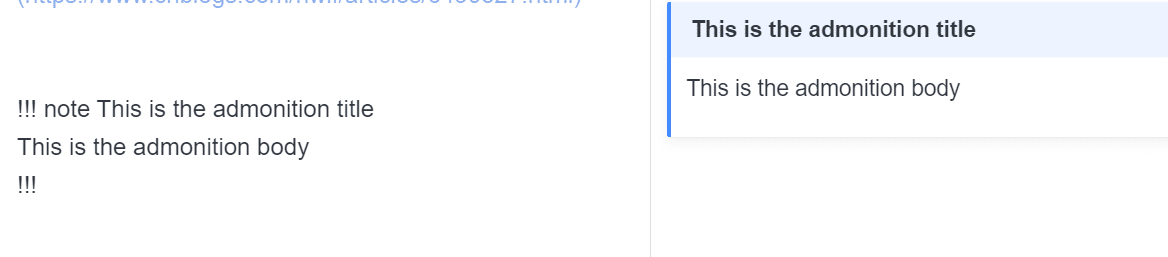 !!! note This is the admonition title
This is the admonition body
!!!
This is the admonition title
This is the admonition body